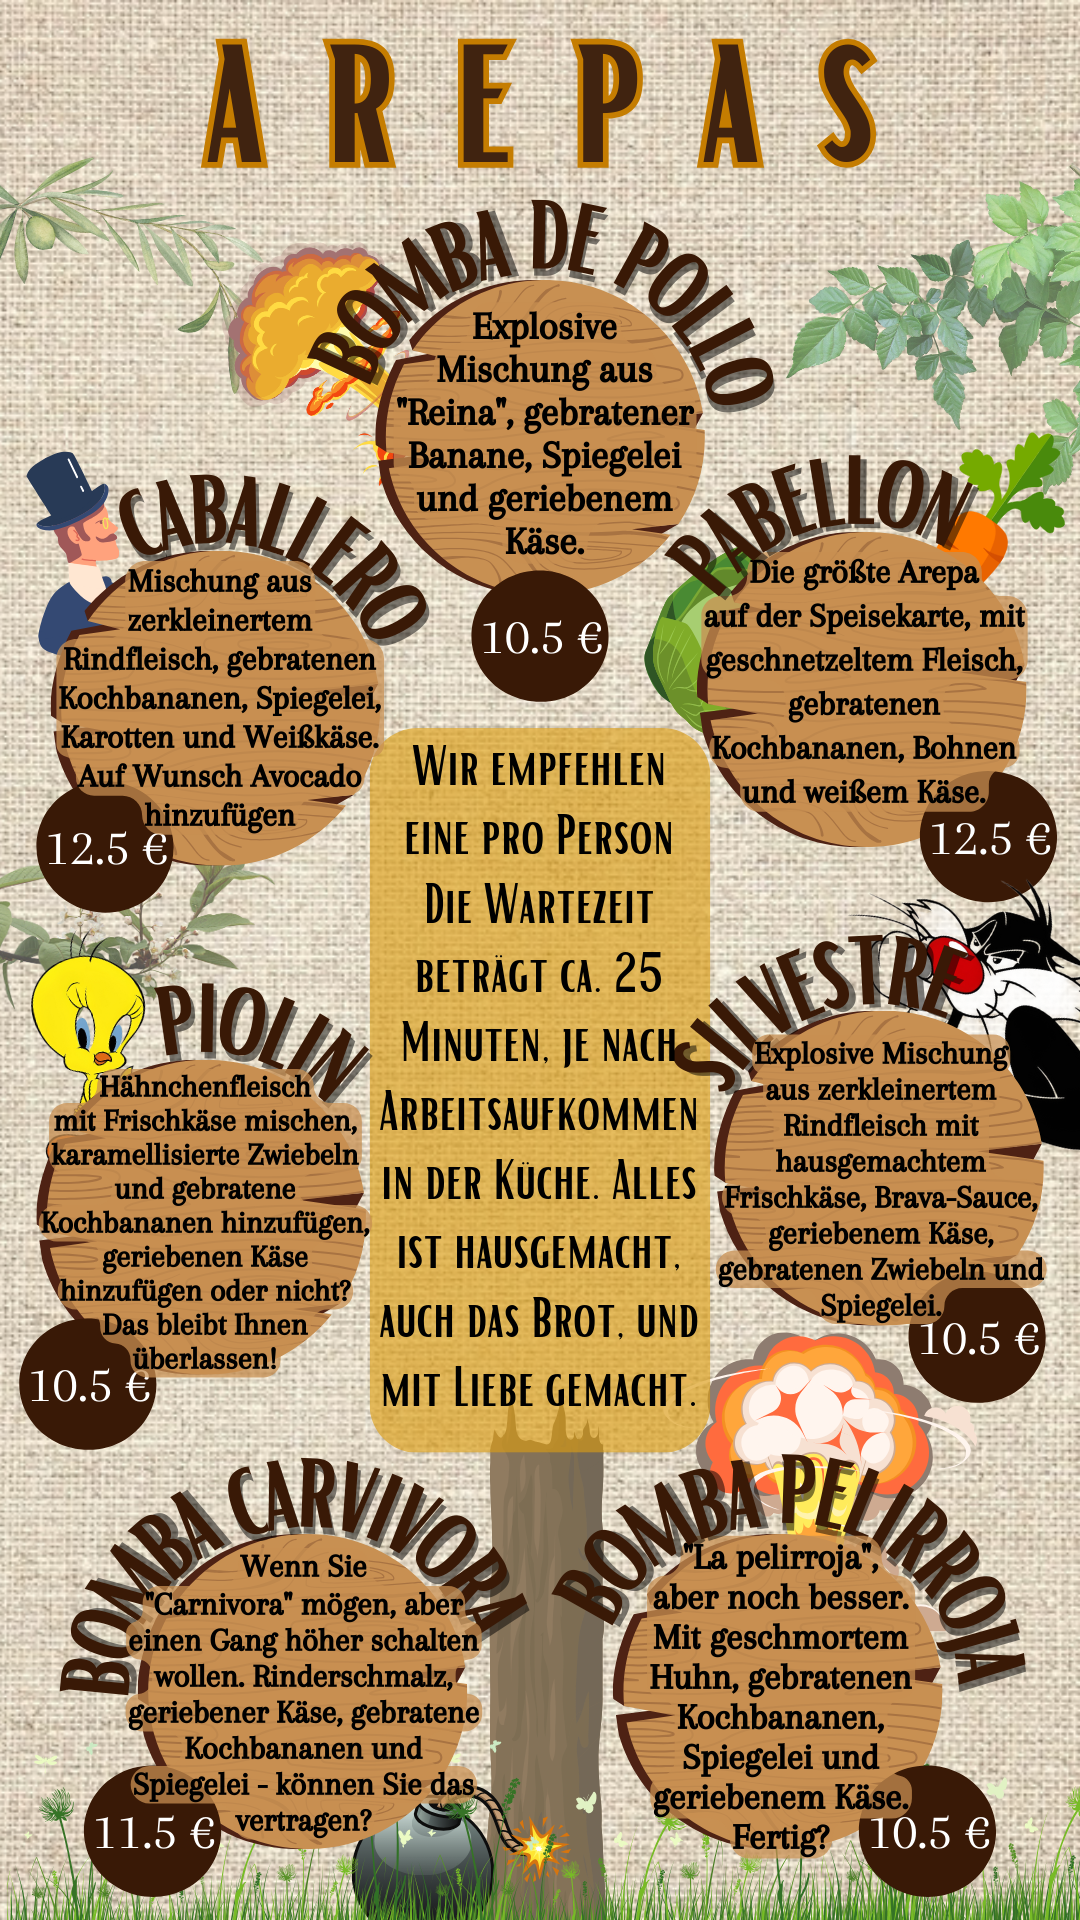 AREPAS
BOMBA DE POLLO
Explosive
Mischung aus
"Reina", gebratener
Banane, Spiegelei
und geriebenem
Käse.
10.5 €
CABALLERO
Mischung aus
zerkleinertem
Rindfleisch, gebratenen
Kochbananen, Spiegelei,
Karotten und Weißkäse.
Auf Wunsch Avocado
hinzufügen
12.5 €
PABELLON
Die größte Arepa
auf der Speisekarte, mit
geschnetzeltem Fleisch,
gebratenen
Kochbananen, Bohnen
und weißem Käse.
12.5 €
Wir empfehlen
eine pro Person
Die Wartezeit
beträgt ca. 25
Minuten, je nach
Arbeitsaufkommen
in der Küche. Alles
ist hausgemacht,
auch das Brot, und
mit Liebe gemacht.
PIOLIN
Hähnchenfleisch
mit Frischkäse mischen,
karamellisierte Zwiebeln
und gebratene
Kochbananen hinzufügen,
geriebenen Käse
hinzufügen oder nicht?
Das bleibt Ihnen
überlassen!
10.5 €
SILVESTRE
Explosive Mischung
aus zerkleinertem
Rindfleisch mit
hausgemachtem
Frischkäse, Brava-Sauce,
geriebenem Käse,
gebratenen Zwiebeln und
Spiegelei.
10.5 €
BOMBA CARVIVORA
Wenn Sie
"Carnivora" mögen, aber
einen Gang höher schalten
wollen. Rinderschmalz,
geriebener Käse, gebratene
Kochbananen und
Spiegelei - können Sie das
vertragen?
11.5 €
BOMBA PELIRROJA
"La pelirroja",
aber noch besser.
Mit geschmortem
Huhn, gebratenen
Kochbananen,
Spiegelei und
geriebenem Käse.
Fertig?
10.5 €